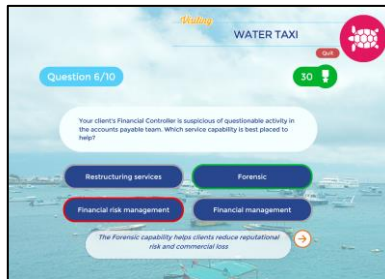 WATER TAXI
Quit
Question 6/10
30
Your client's Financial Controller is suspicious of questionable activity in
the accounts payable team. Which service capability is best placed to
help?
Restructuring services
Forensic
Financial risk management
Financial management
The Forensic capability helps clients reduce reputational
risk and commercial loss